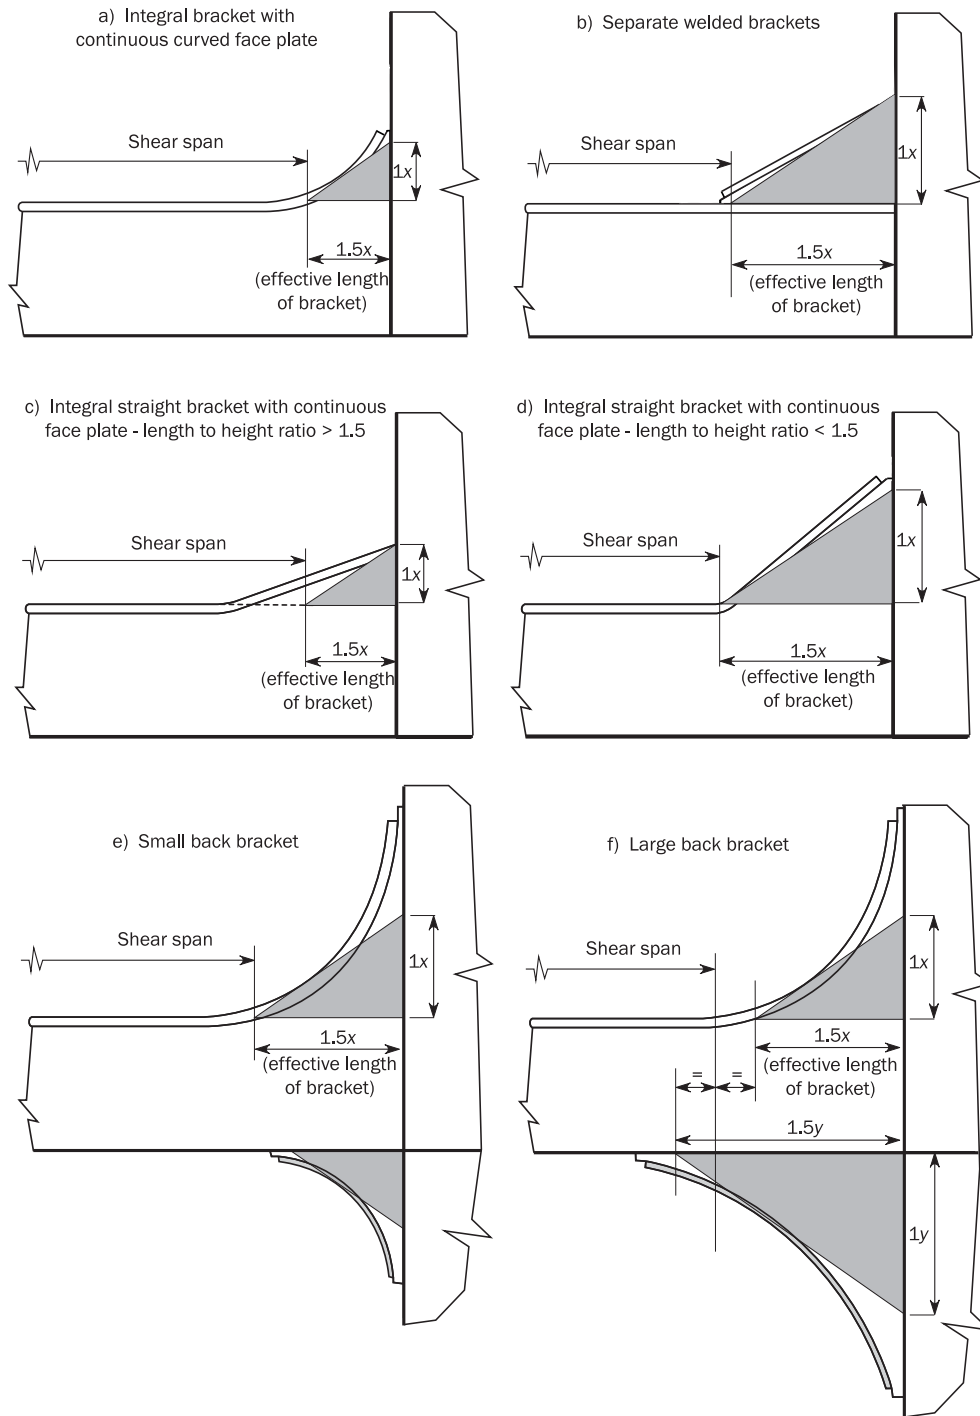 a) Integral bracket with
continuous curved face plate
Shear span
1x
1.5x
(effective length
of bracket)
b) Separate welded brackets
Shear span
1x
1.5x
(effective length
of bracket)
c) Integral straight bracket with continuous
face plate - length to height ratio > 1.5
Shear span
1x
1.5x
(effective length
of bracket)
d) Integral straight bracket with continuous
face plate - length to height ratio < 1.5
Shear span
1x
1.5x
(effective length
of bracket)
e) Small back bracket
Shear span
1x
1.5x
(effective length
of bracket)
f) Large back bracket
Shear span
1x
1.5x
(effective length
of bracket)
= =
1.5y
1y